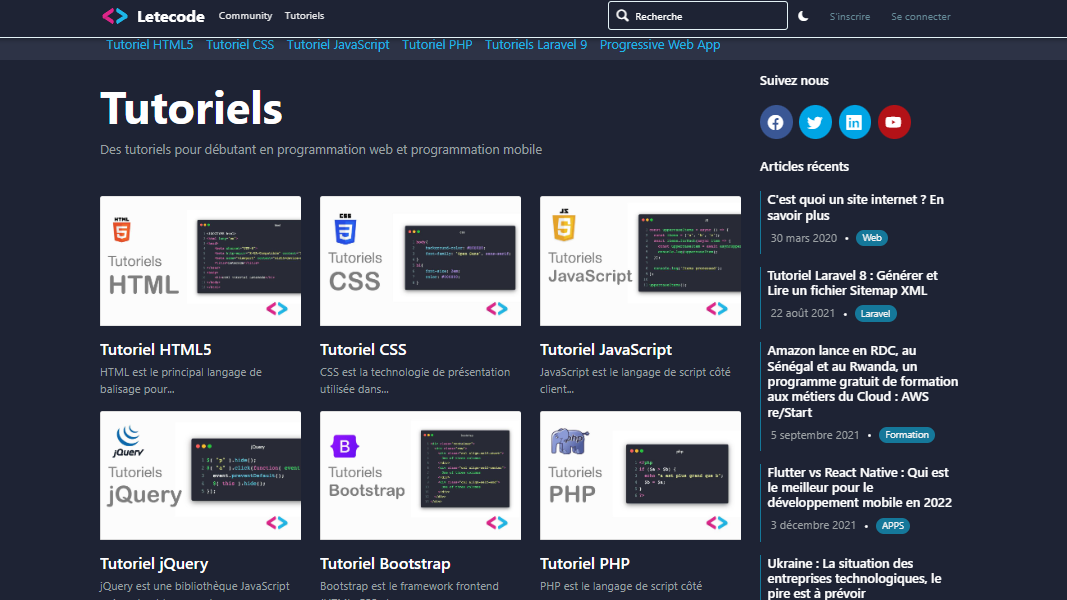 Letecode
Community
Tutoriels
Recherche
S'inscrire
Se connecter
Tutoriel HTML5
Tutoriel CSS
Tutoriel JavaScript
Tutoriel PHP
Tutoriels Laravel 9
Progressive Web App
Tutoriels
Des tutoriels pour débutant en programmation web et programmation mobile
HTML
Tutoriels
HTML
Tutoriel HTML5
HTML est le principal langage de
balisage pour...
CSS
Tutoriels
CSS
Tutoriel CSS
CSS est la technologie de présentation
utilisée dans...
JS
Tutoriels
JavaScript
Tutoriel JavaScript
JavaScript est le langage de script côté
client...
jQuery
Tutoriels
jQuery
Tutoriel jQuery
jQuery est une bibliothèque JavaScript
B
Tutoriels
Bootstrap
Tutoriel Bootstrap
Bootstrap est le framework frontend
php
Tutoriels
PHP
Tutoriel PHP
PHP est le langage de script côté
Suivez nous
Articles récents
C'est quoi un site internet ? En
savoir plus
30 mars 2020 • Web
Tutoriel Laravel 8 : Générer et
Lire un fichier Sitemap XML
22 août 2021 • Laravel
Amazon lance en RDC, au
Sénégal et au Rwanda, un
programme gratuit de formation
aux métiers du Cloud : AWS
re/Start
5 septembre 2021 • Formation
Flutter vs React Native : Qui est
le meilleur pour le
développement mobile en 2022
3 décembre 2021 • APPS
Ukraine : La situation des
entreprises technologiques, le
pire est à prévoir